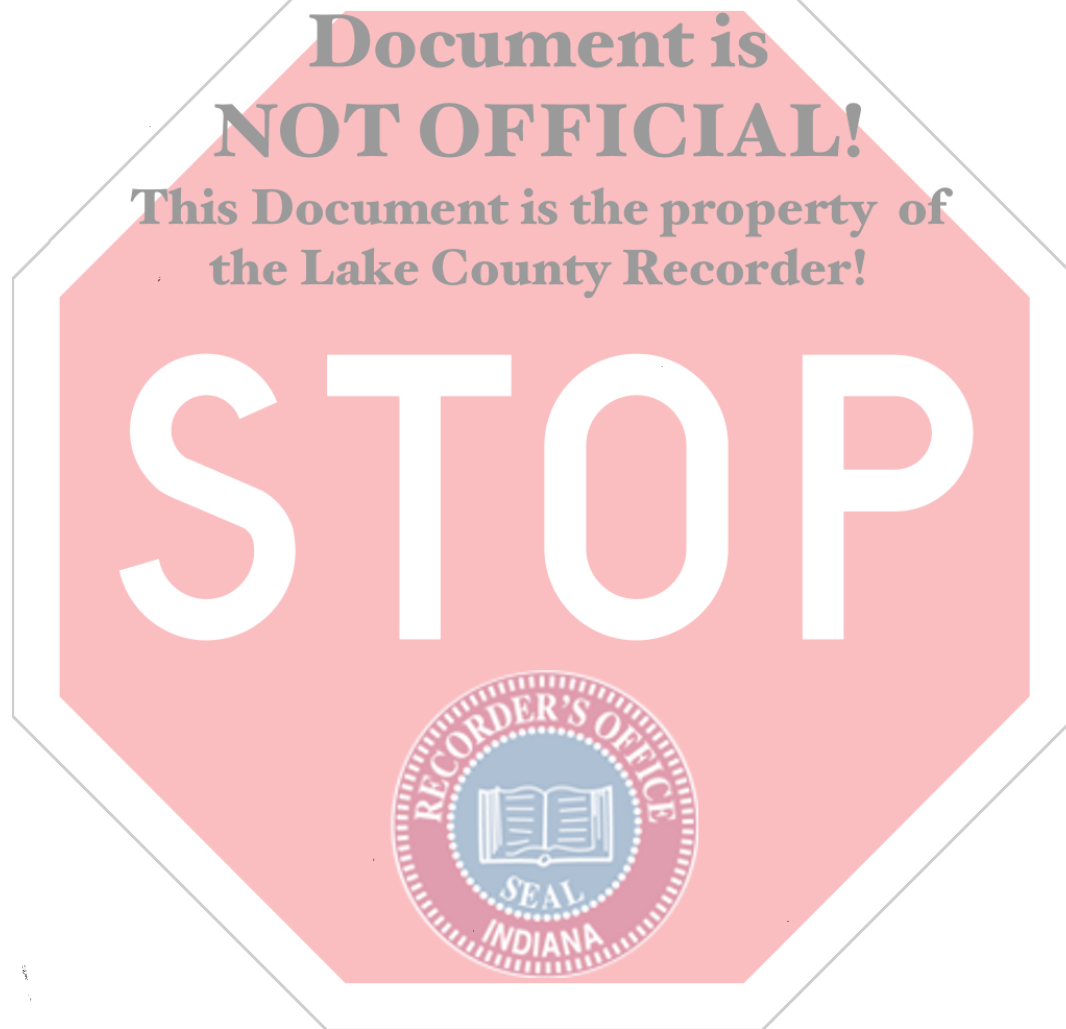 Document is
NOT OFFICIAL!
This Document is the property of
the Lake County Recorder!
STOP
RECORDER'S OFFICE
SEAL
INDIANA